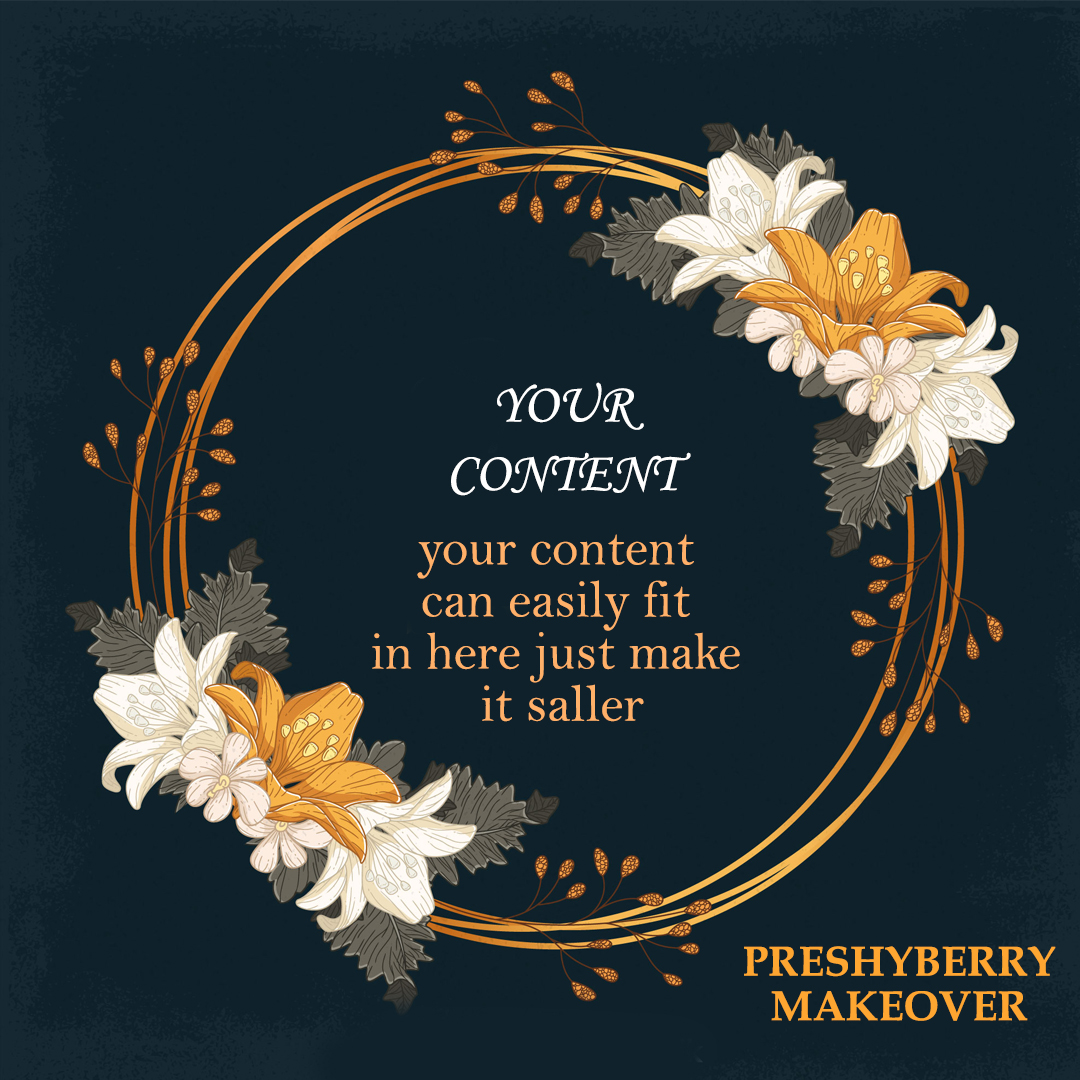 YOUR
CONTENT
your content
can easily fit
in here just make
it saller
PRESHYBERRY
MAKEOVER